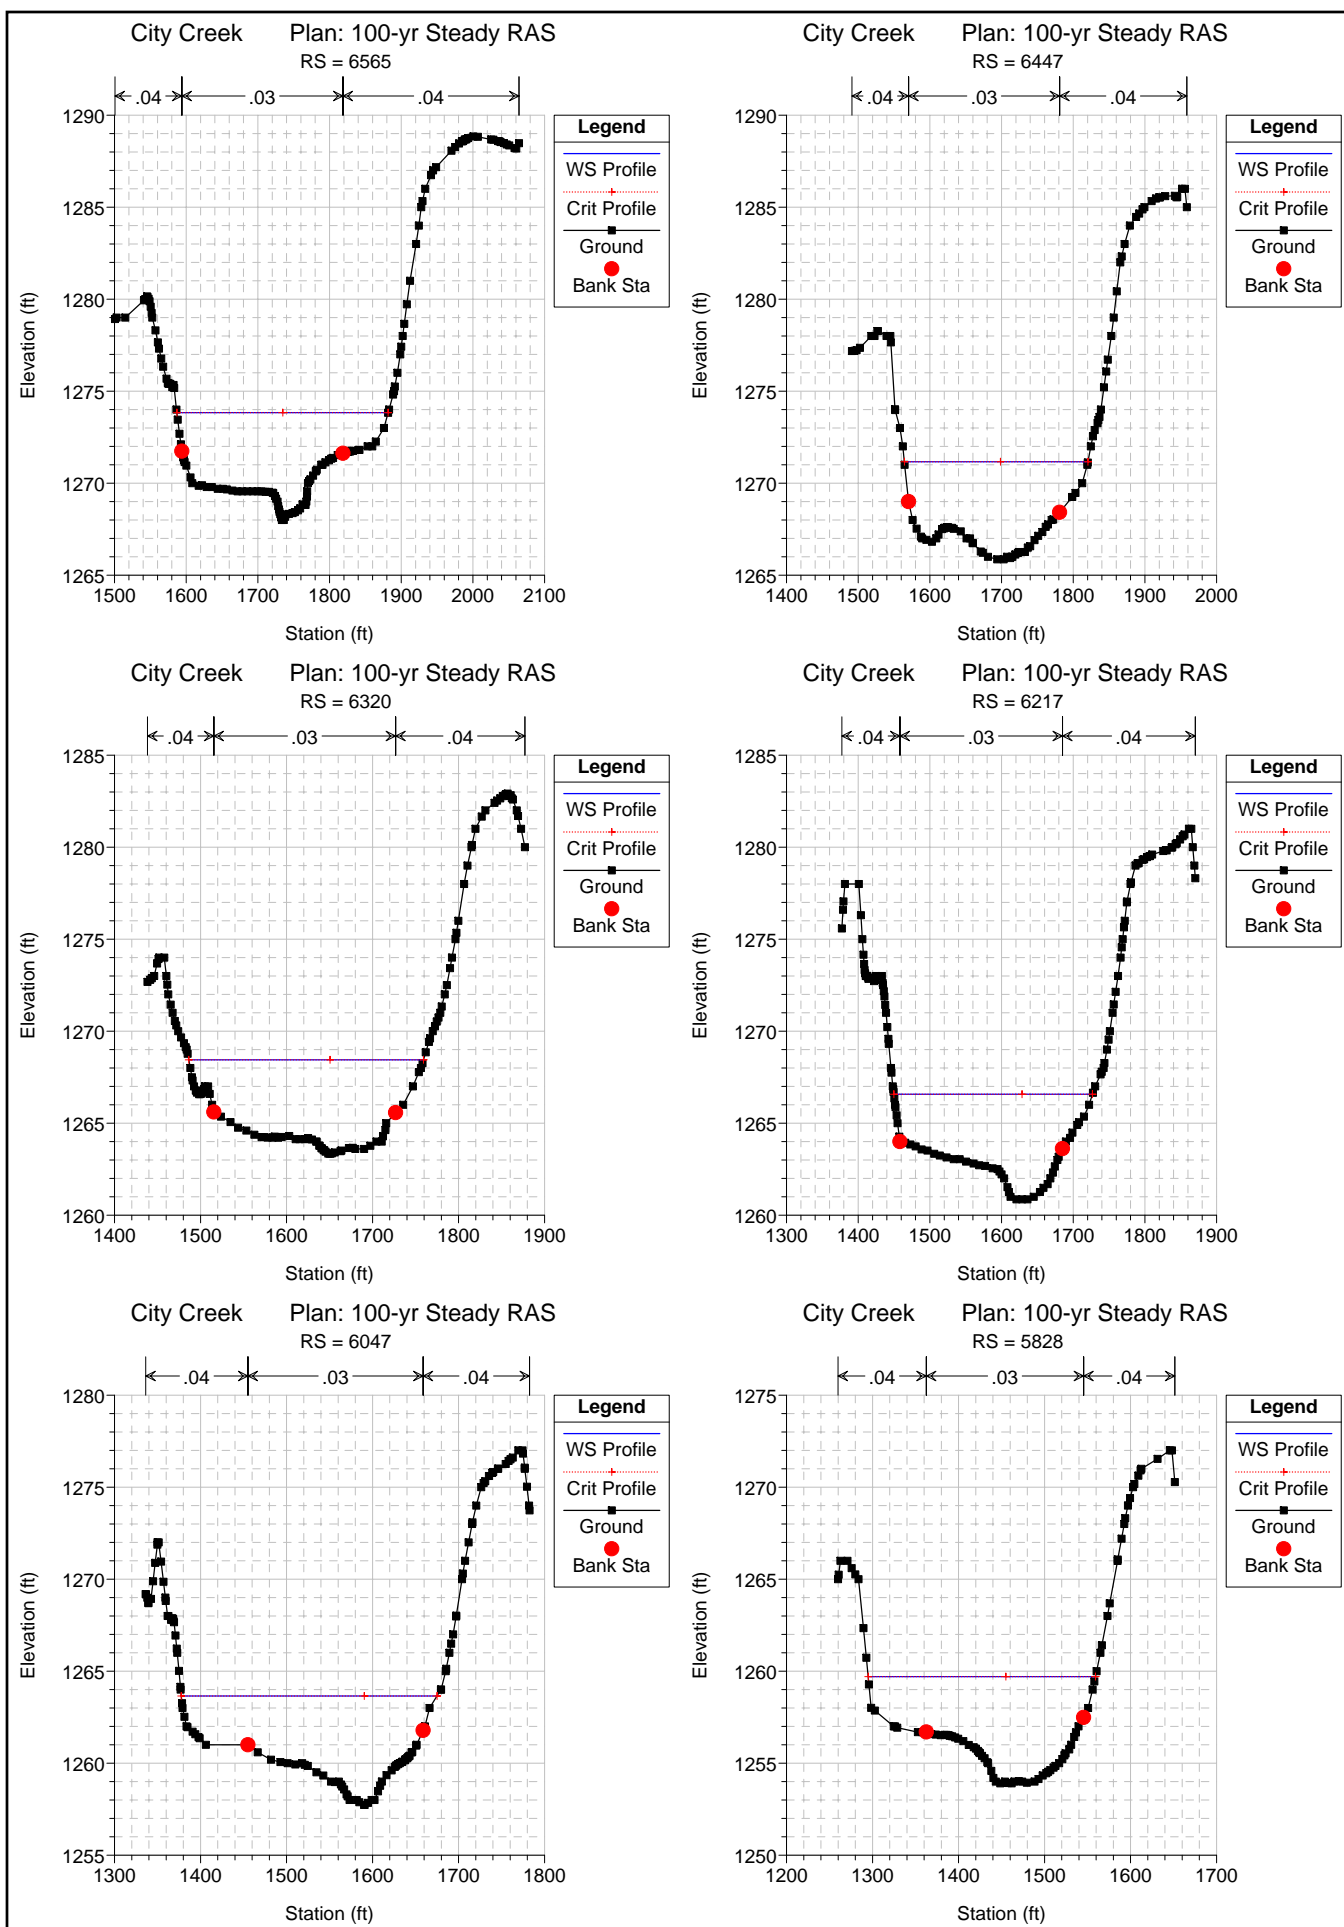 City Creek Plan: 100-yr Steady RAS
RS = 6565
.04 .03 .04
1290
1285
1280
1275
1270
1265
Elevation (ft)
1500 1600 1700 1800 1900 2000 2100
Station (ft)
Legend
WS Profile
Crit Profile
Ground
Bank Sta
City Creek Plan: 100-yr Steady RAS
RS = 6447
.04 .03 .04
1290
1285
1280
1275
1270
1265
Elevation (ft)
1400 1500 1600 1700 1800 1900 2000
Station (ft)
Legend
WS Profile
Crit Profile
Ground
Bank Sta
City Creek Plan: 100-yr Steady RAS
RS = 6320
.04 .03 .04
1285
1280
1275
1270
1265
1260
Elevation (ft)
1400 1500 1600 1700 1800 1900
Station (ft)
Legend
WS Profile
Crit Profile
Ground
Bank Sta
City Creek Plan: 100-yr Steady RAS
RS = 6217
.04 .03 .04
1285
1280
1275
1270
1265
1260
Elevation (ft)
1300 1400 1500 1600 1700 1800 1900
Station (ft)
Legend
WS Profile
Crit Profile
Ground
Bank Sta
City Creek Plan: 100-yr Steady RAS
RS = 6047
.04 .03 .04
1280
1275
1270
1265
1260
1255
Elevation (ft)
1300 1400 1500 1600 1700 1800
Station (ft)
Legend
WS Profile
Crit Profile
Ground
Bank Sta
City Creek Plan: 100-yr Steady RAS
RS = 5828
.04 .03 .04
1275
1270
1265
1260
1255
1250
Elevation (ft)
1200 1300 1400 1500 1600 1700
Station (ft)
Legend
WS Profile
Crit Profile
Ground
Bank Sta